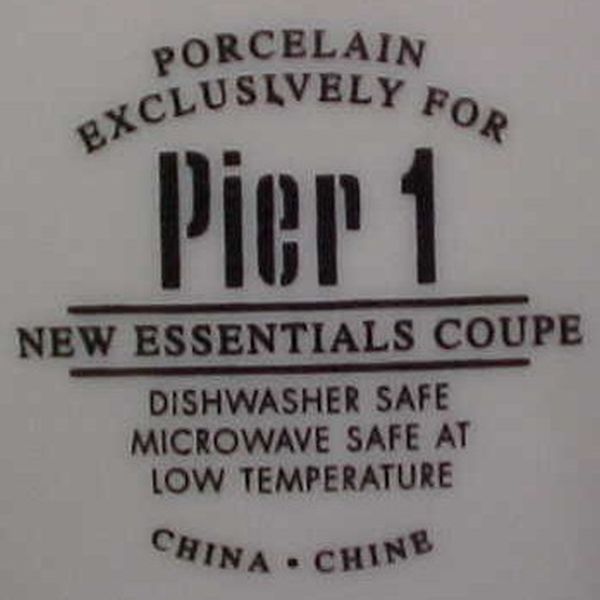 PORCELAIN
EXCLUSIVELY FOR
Pier 1
NEW ESSENTIALS COUPE
DISHWASHER SAFE
MICROWAVE SAFE AT
LOW TEMPERATURE
CHINA • CHINE